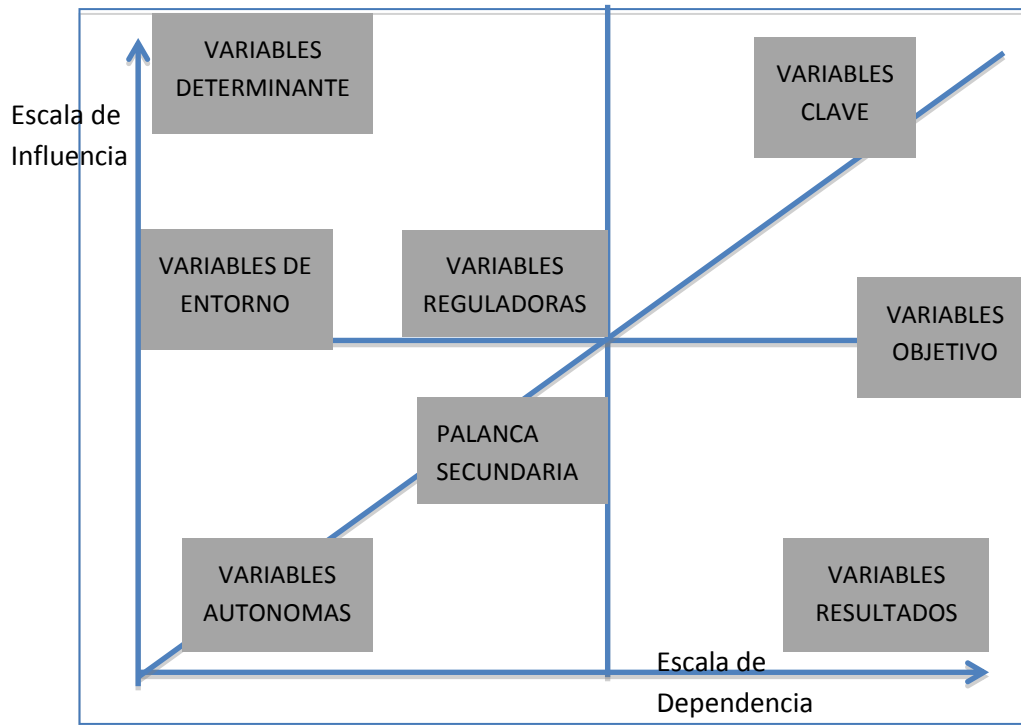 VARIABLES
DETERMINANTE
VARIABLES
CLAVE
Escala de
Influencia
VARIABLES DE
ENTORNO
VARIABLES
REGULADORAS
VARIABLES
OBJETIVO
PALANCA
SECUNDARIA
VARIABLES
AUTONOMAS
VARIABLES
RESULTADOS
Escala de
Dependencia